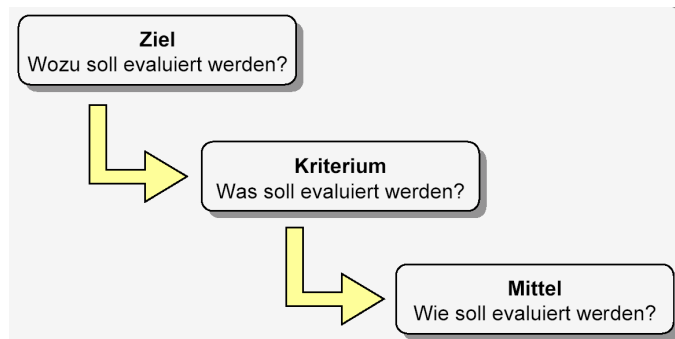 Ziel
Wozu soll evaluiert werden?
Kriterium
Was soll evaluiert werden?
Mittel
Wie soll evaluiert werden?